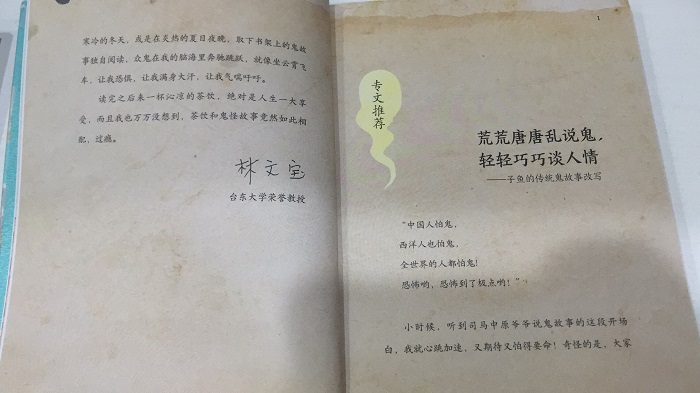 寒冷的冬天，或是在炎热的夏日夜晚，取下书架上的鬼故
事独自阅读，众鬼在我的脑海里奔驰跳跃，就像坐云霄飞
车，让我恐惧，让我满身大汗，让我气喘吁吁。
读完之后来一杯沁凉的茶饮，绝对是人生一大享
受，而且我也万万没想到，茶饮和鬼怪故事竟然如此相
配，过瘾。
林文宝
台东大学荣誉教授
1
专文推荐
荒荒唐唐乱说鬼，
轻轻巧巧谈人情
——子鱼的传统鬼故事改写
“中国人怕鬼，
西洋人也怕鬼，
全世界的人都怕鬼！
恐怖哟，恐怖到了极点哟！”
小时候，听到司马中原爷爷说鬼故事的这段开场
白，我就心跳加速，又期待又怕得要命！奇怪的是，大家